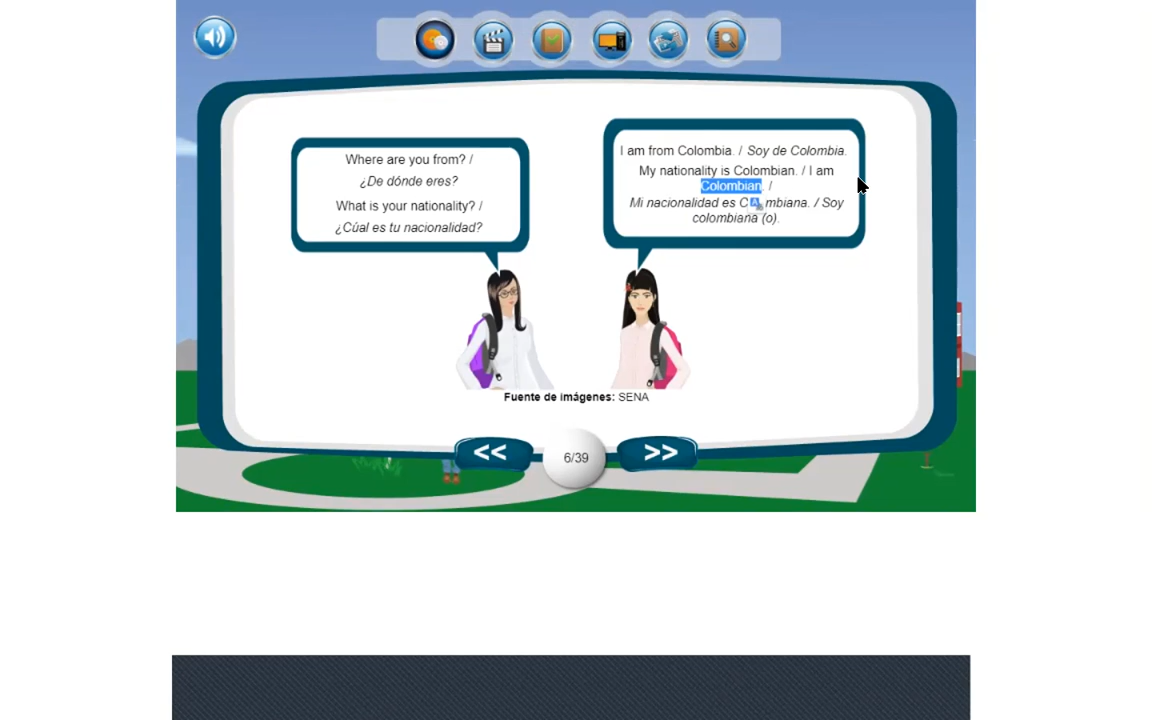 Where are you from? /
¿De dónde eres?
What is your nationality? /
¿Cúal es tu nacionalidad?
I am from Colombia. / Soy de Colombia.
My nationality is Colombian. / I am
Colombian. /
Mi nacionalidad es C mbiana. / Soy
colombiana (o).
Fuente de imágenes: SENA
<< 6/39 >>